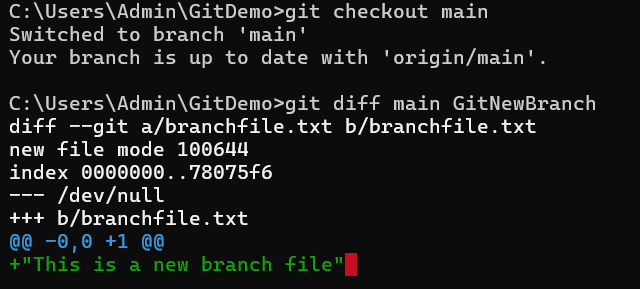 C:\Users\Admin\GitDemo>git checkout main
Switched to branch 'main'
Your branch is up to date with 'origin/main'.
C:\Users\Admin\GitDemo>git diff main GitNewBranch
diff --git a/branchfile.txt b/branchfile.txt
new file mode 100644
index 0000000..78075f6
--- /dev/null
+++ b/branchfile.txt
@@ -0,0 +1 @@
+"This is a new branch file"